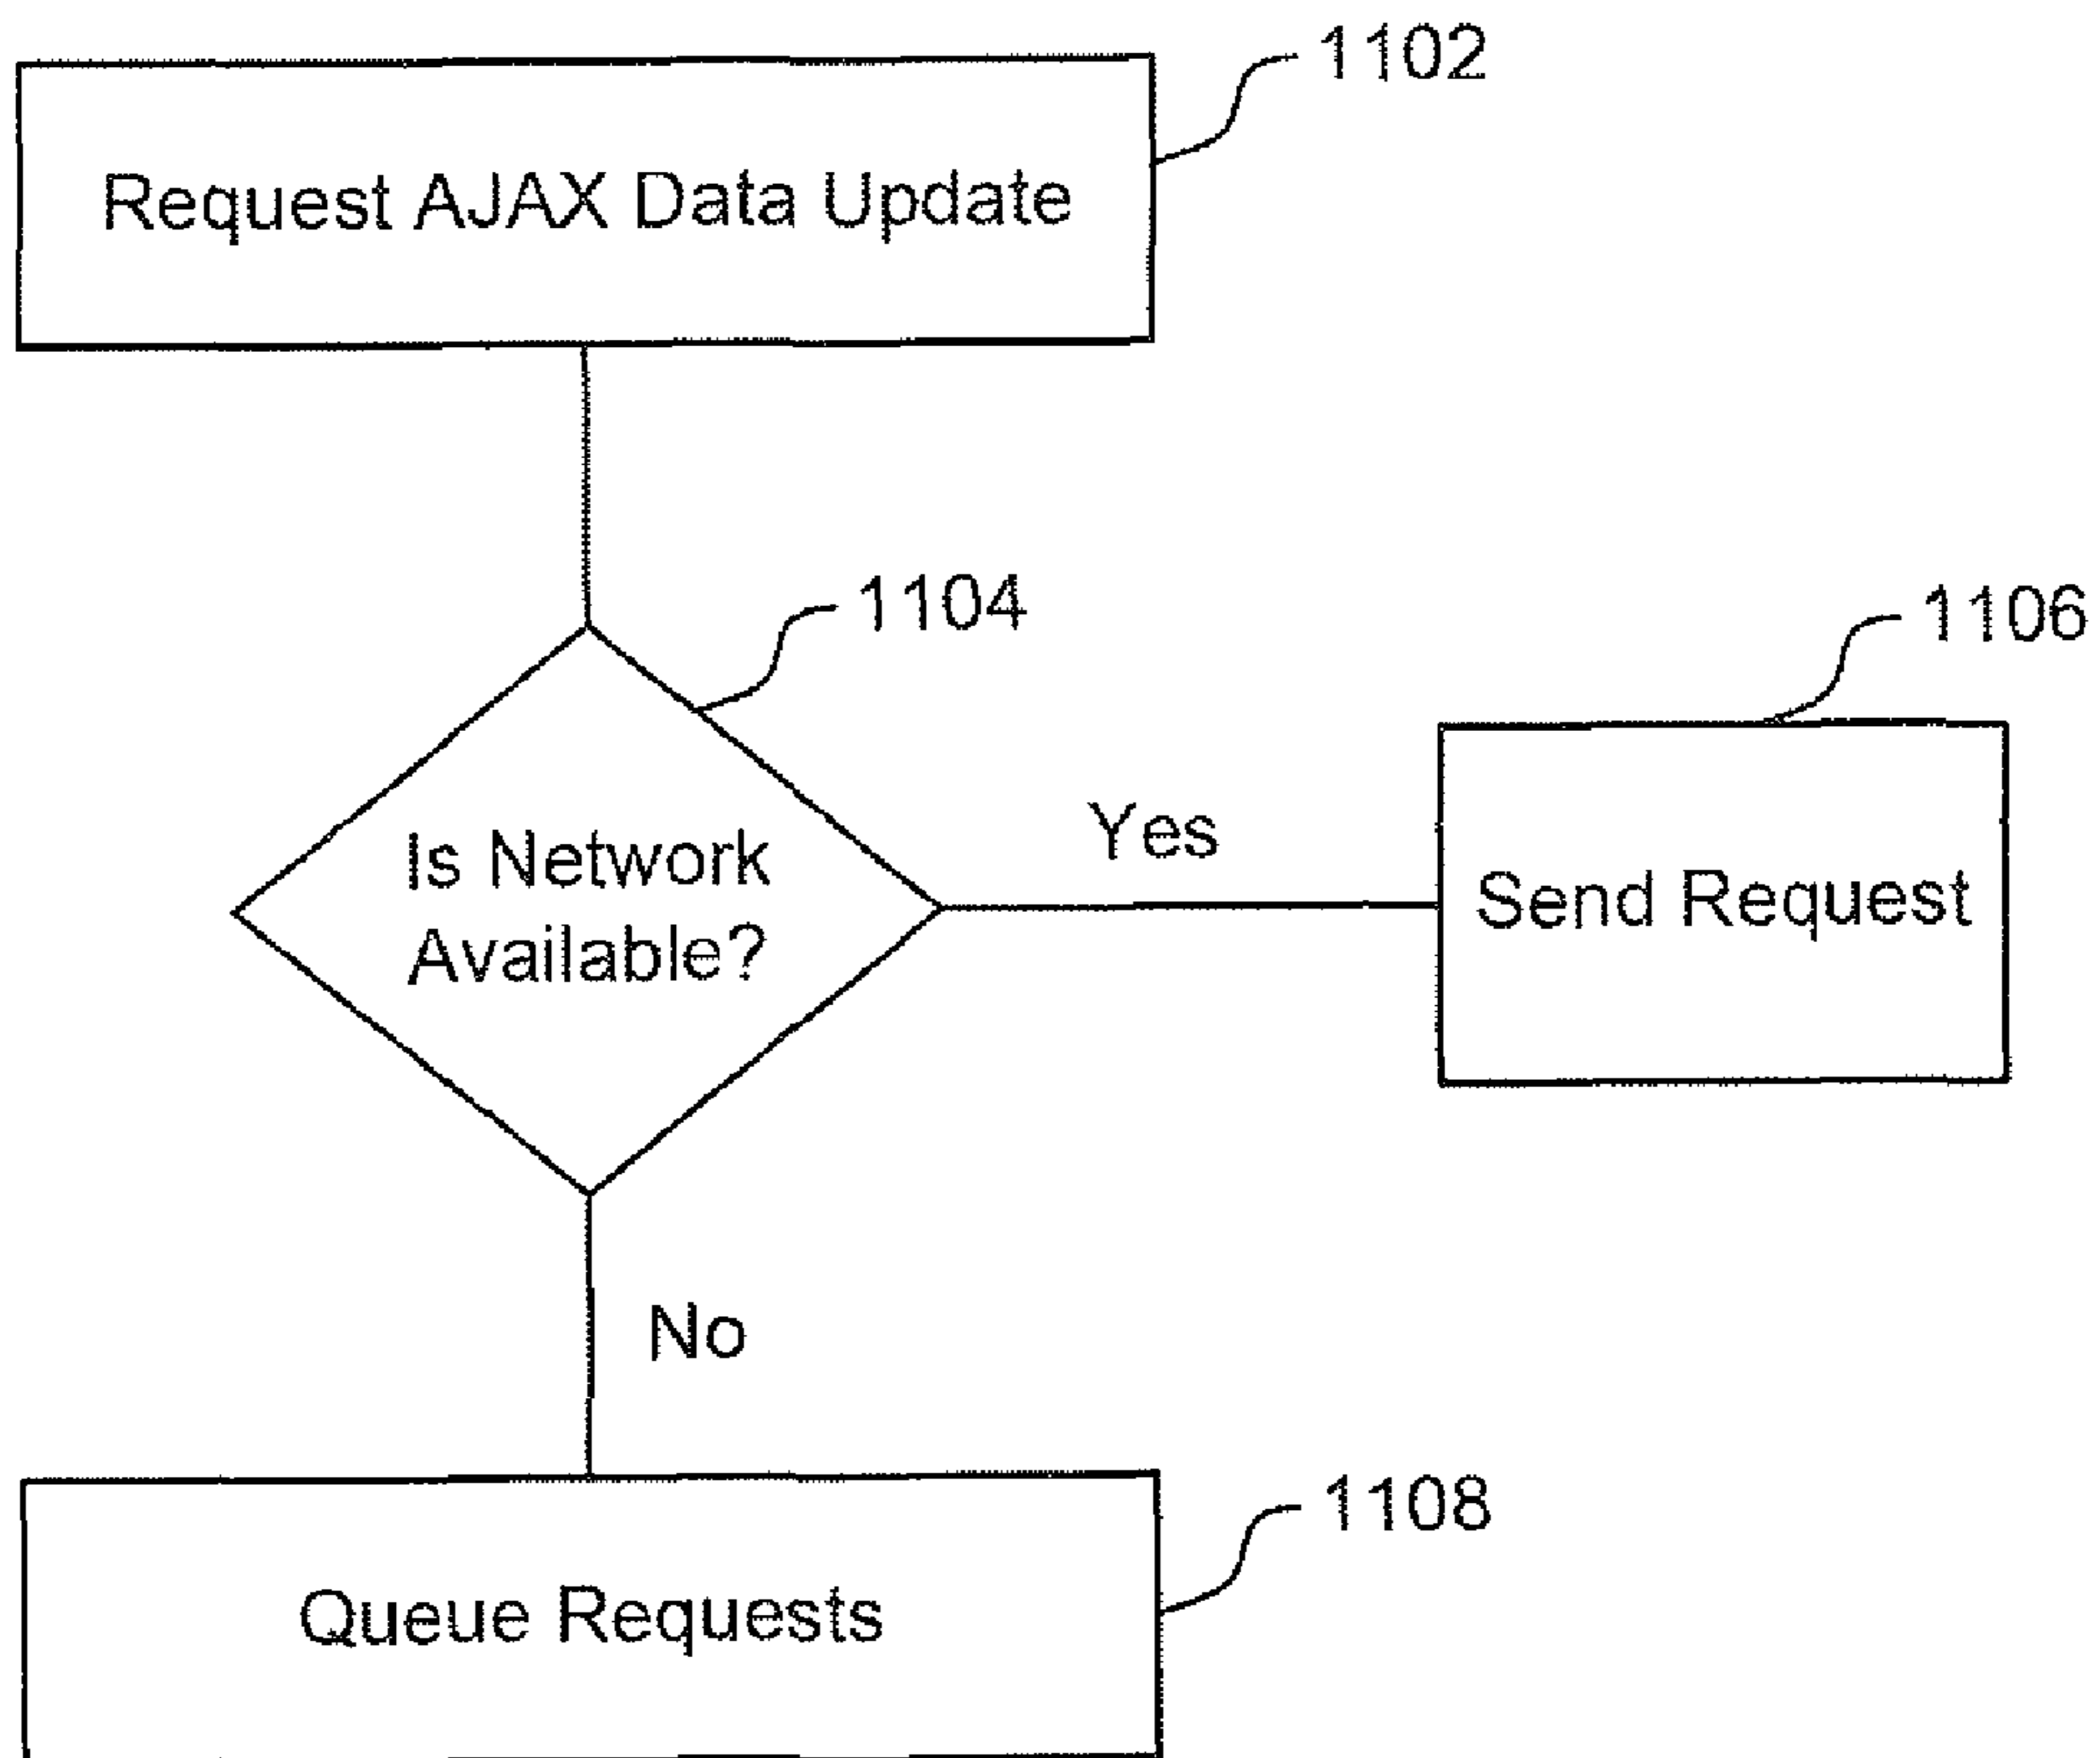 1102
Request AJAX Data Update
1104
Is Network
Available?
Yes
1106
Send Request
No
1108
Queue Requests